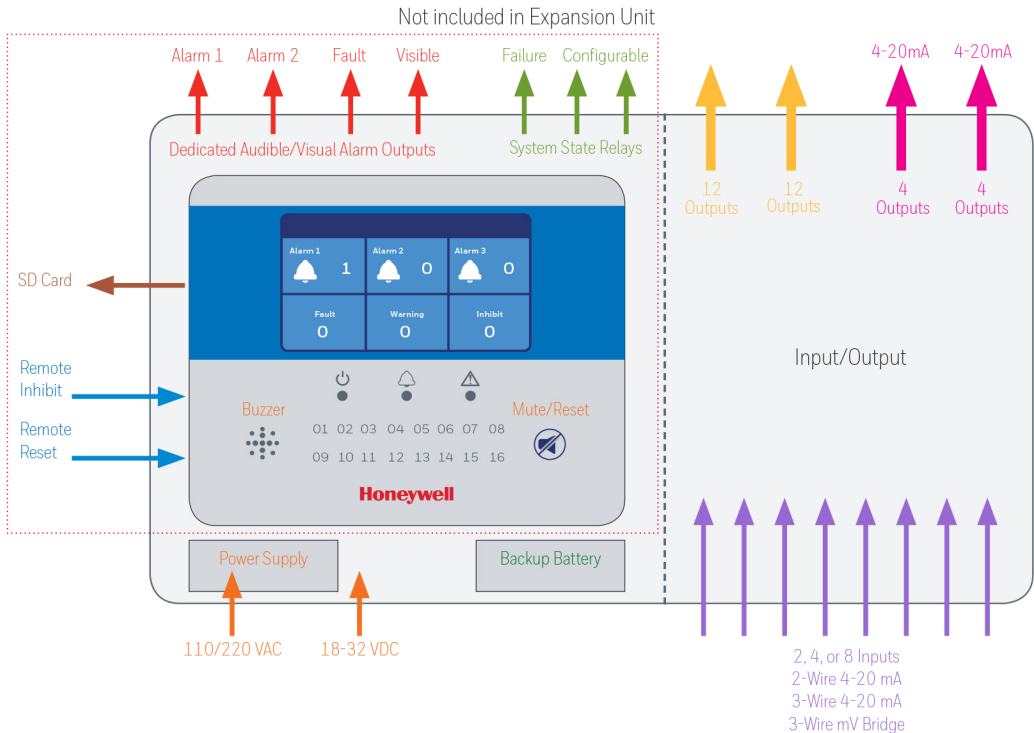 Not included in Expansion Unit
Alarm 1 Alarm 2 Fault Visible Failure Configurable 4-20mA 4-20mA
Dedicated Audible/Visual Alarm Outputs System State Relays
12 Outputs
12 Outputs
4 Outputs
4 Outputs
Alarm 1 1 Alarm 2 0 Alarm 3 0
Fault 0
Warning 0
Inhibit 0
SD Card
Input/Output
Remote Inhibit
Remote Reset
Buzzer
Mute/Reset
01 02 03 04 05 06 07 08
09 10 11 12 13 14 15 16
Honeywell
Power Supply Backup Battery
110/220 VAC 18-32 VDC
2, 4, or 8 Inputs
2-Wire 4-20 mA
3-Wire 4-20 mA
3-Wire mV Bridge